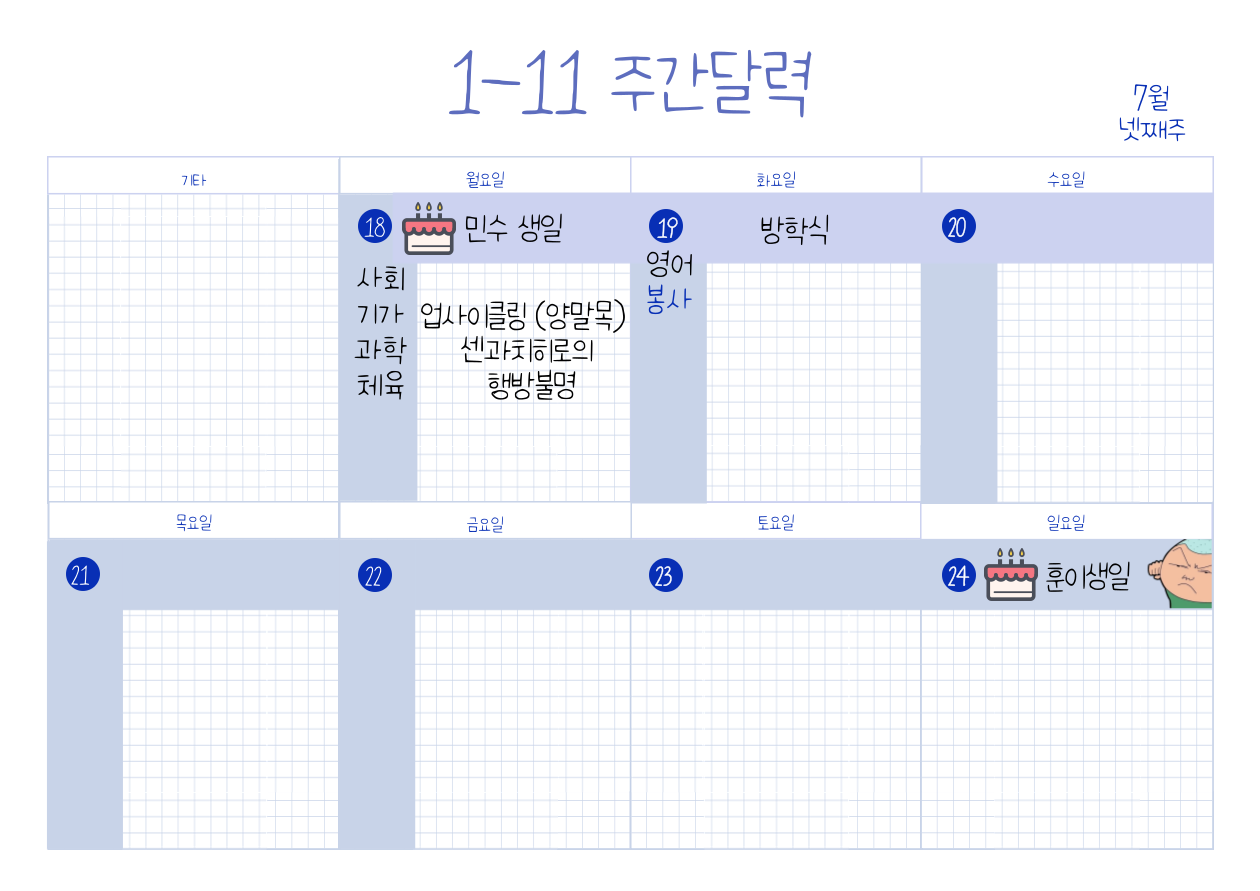 1-11 주간달력
7월
넷째주
기타
월요일
화요일
수요일
18 민수 생일
19 방학식
20
사회
기가 업사이클링 (양말목)
과학 센과치히로의
체육 행방불명
영어
봉사
목요일
금요일
토요일
일요일
21
22
23
24 훈이생일